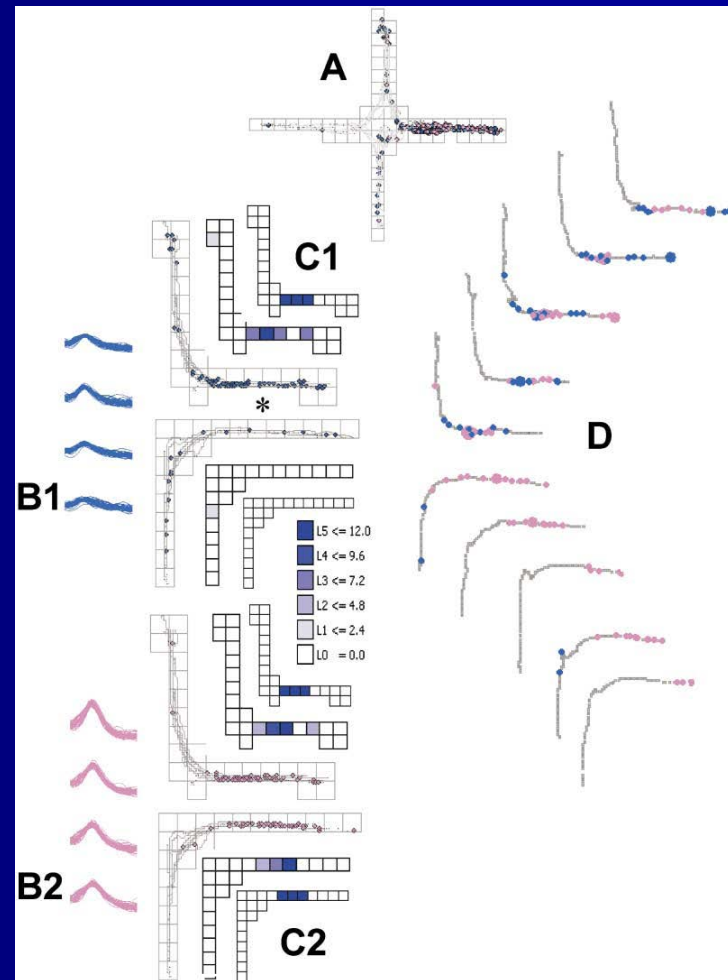 A
C1
*
D
B1
L5 <= 12.0
L4 <= 9.6
L3 <= 7.2
L2 <= 4.8
L1 <= 2.4
L0 = 0.0
B2
C2